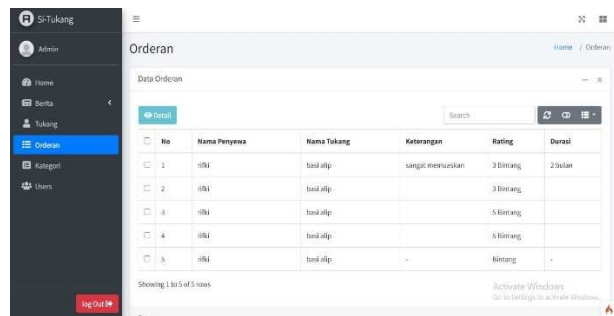 Si-Tukang
Admin
Home
Berita
Tukang
Orderan
Kategori
Users
log Out
Orderan
Home / Orderan
Data Orderan
Detail
Search
No Nama Penyewa Nama Tukang Keterangan Rating Durasi
1 rifki basi alip sangat memuaskan 3 Bintang 2 bulan
2 rifki basi alip 3 Bintang
3 rifki basi alip 5 Bintang
4 rifki basi alip 5 Bintang
5 rifki basi alip - Bintang -
Showing 1 to 5 of 5 rows
Activate Windows
Go to Settings to activate Windows.